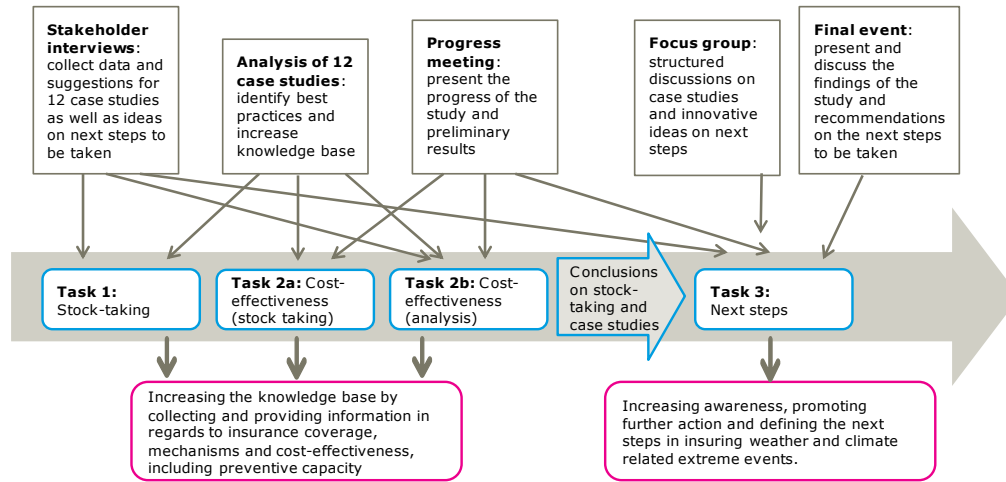 Stakeholder
interviews:
collect data and
suggestions for
12 case studies
as well as ideas
on next steps to
be taken
Analysis of 12
case studies:
identify best
practices and
increase
knowledge base
Progress
meeting:
present the
progress of the
study and
preliminary
results
Focus group:
structured
discussions on
case studies
and innovative
ideas on next
steps
Final event:
present and
discuss the
findings of the
study and
recommendations
on the next steps
to be taken
Task 1:
Stock-taking
Task 2a: Cost-
effectiveness
(stock taking)
Task 2b: Cost-
effectiveness
(analysis)
Conclusions
on stock-
taking and
case studies
Task 3:
Next steps
Increasing the knowledge base by
collecting and providing information in
regards to insurance coverage,
mechanisms and cost-effectiveness,
including preventive capacity
Increasing awareness, promoting
further action and defining the next
steps in insuring weather and climate
related extreme events.